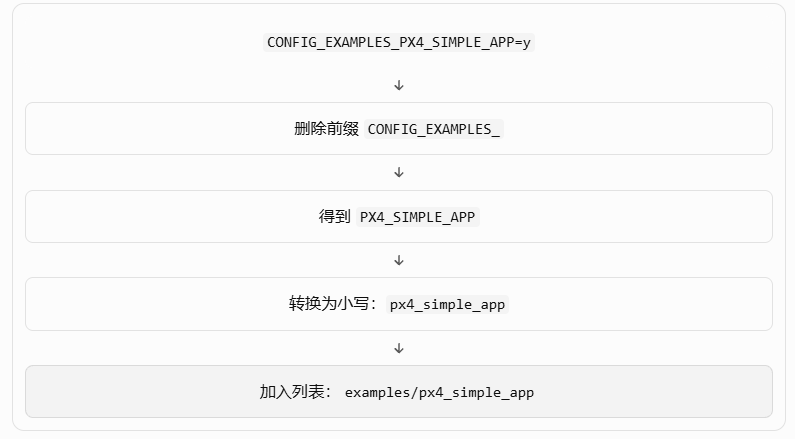 CONFIG_EXAMPLES_PX4_SIMPLE_APP=y
↓
删除前缀 CONFIG_EXAMPLES_
↓
得到 PX4_SIMPLE_APP
↓
转换为小写： px4_simple_app
↓
加入列表： examples/px4_simple_app